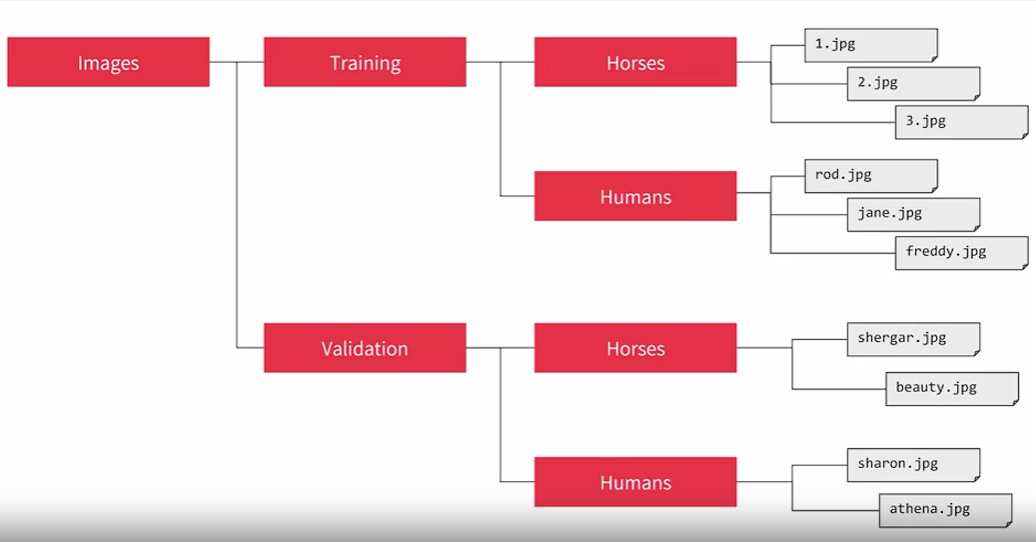 Images
Training
Horses
1.jpg
2.jpg
3.jpg
Humans
rod.jpg
jane.jpg
freddy.jpg
Validation
Horses
shergar.jpg
beauty.jpg
Humans
sharon.jpg
athena.jpg